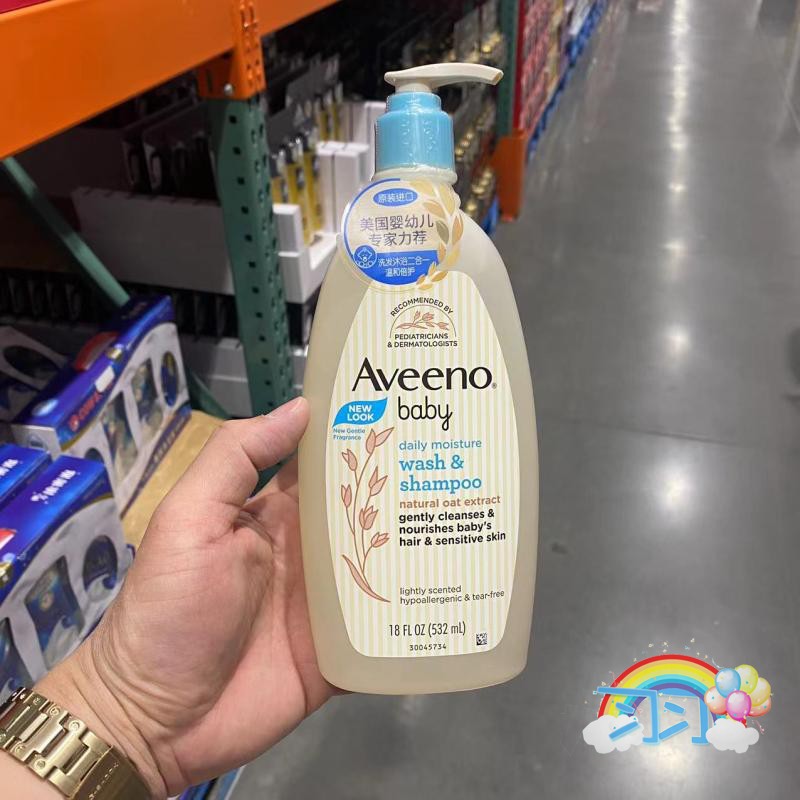 原装进口
美国婴幼儿
专家力荐
洗发沐浴二合一
温和倍护
RECOMMENDED BY
PEDIATRICIANS
& DERMATOLOGISTS
Aveeno®
baby
NEW
LOOK
New Gentle
Fragrance
daily moisture
wash &
shampoo
natural oat extract
gently cleanses &
nourishes baby's
hair & sensitive skin
lightly scented
hypoallergenic & tear-free
18 FL OZ (532 mL)
30045734
习习